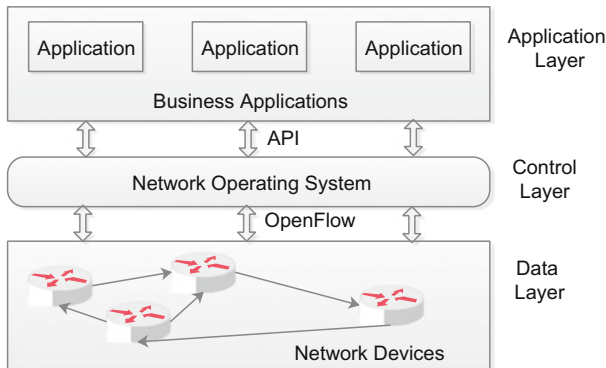 Application
Application
Application
Application
Layer
Business Applications
API
Network Operating System
Control
Layer
OpenFlow
Data
Layer
Network Devices